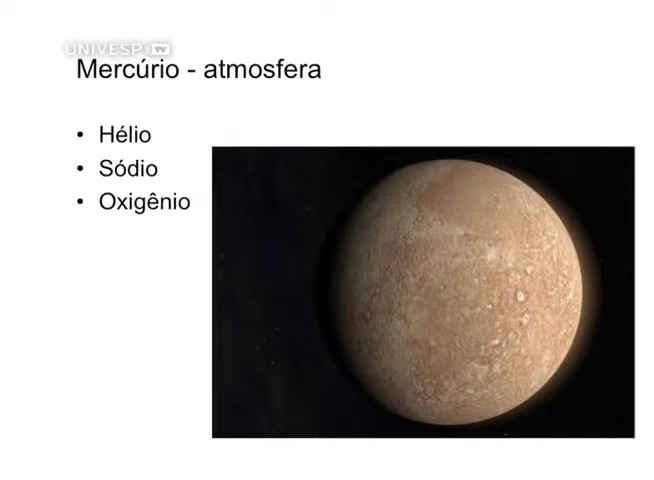 UNIVESP TV
Mercúrio - atmosfera
• Hélio
• Sódio
• Oxigênio